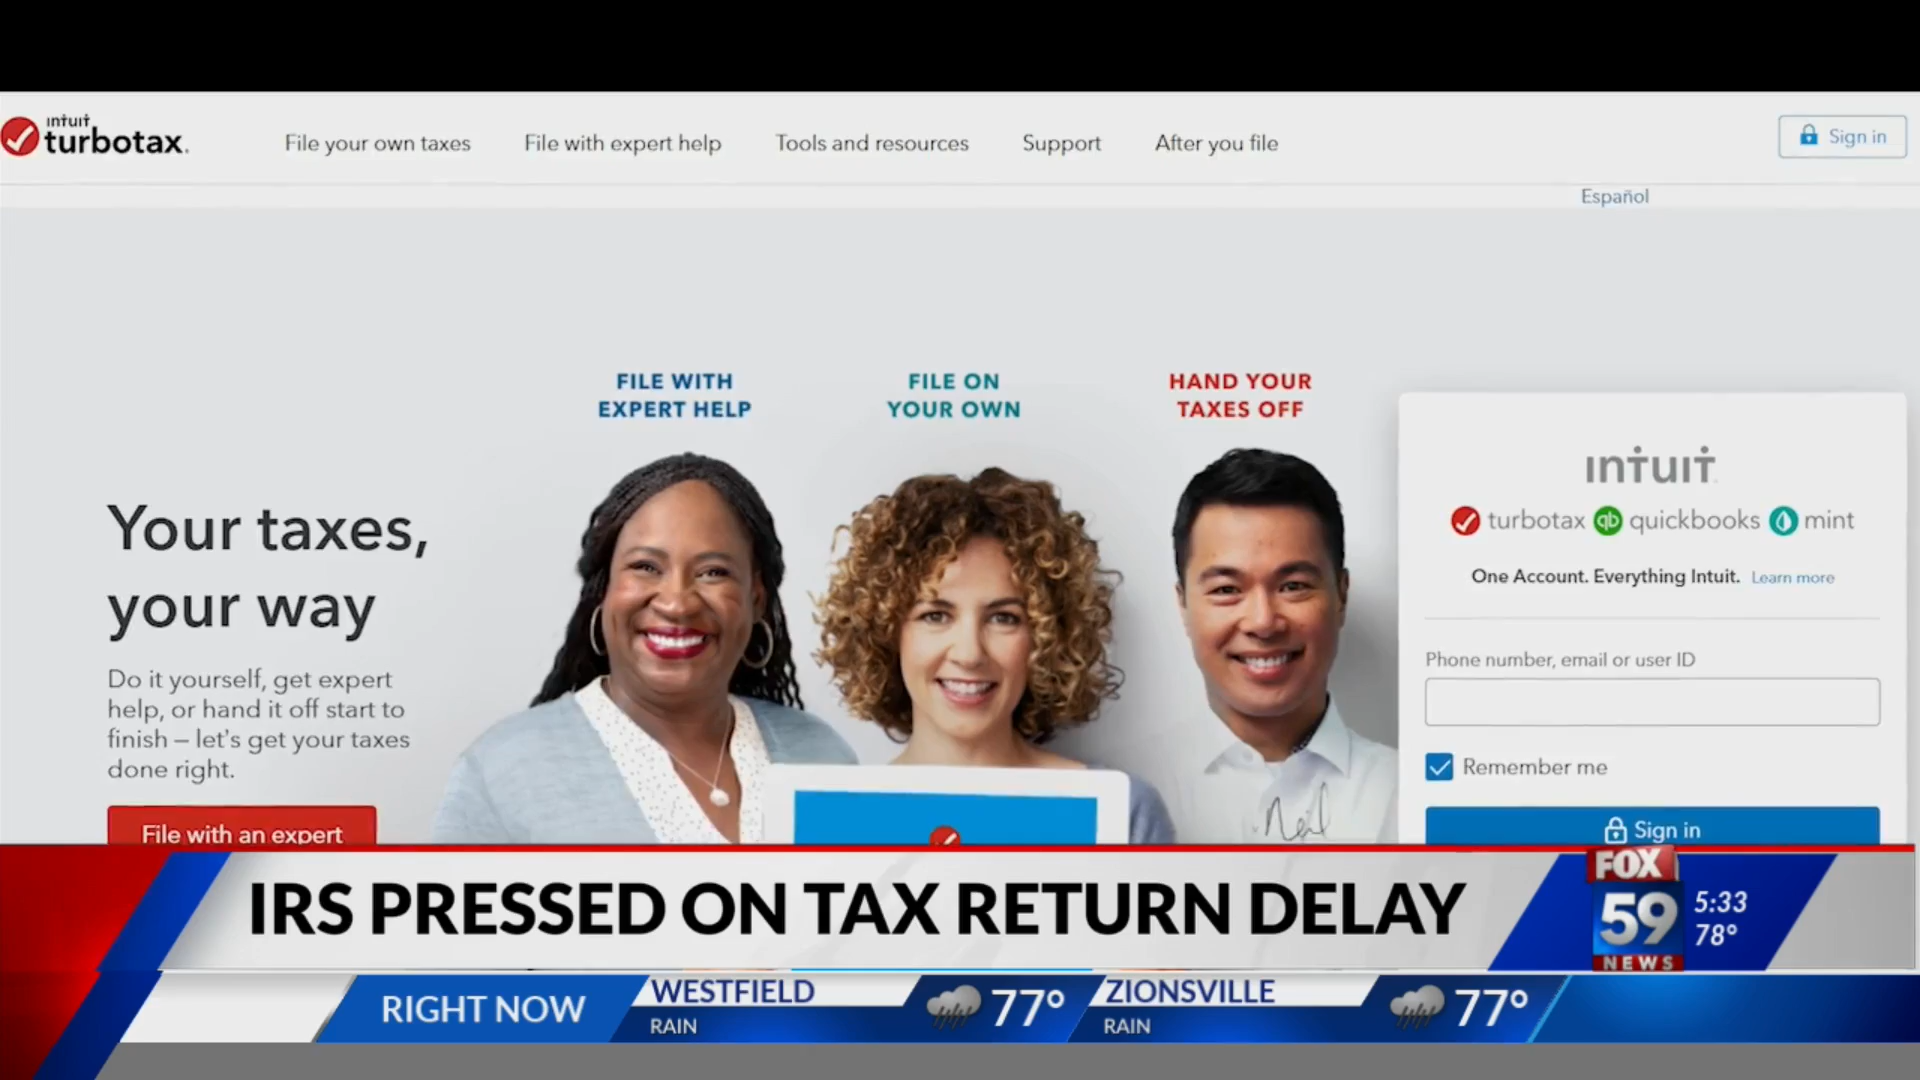 intuit
turbotax.
File your own taxes
File with expert help
Tools and resources
Support
After you file
Sign in
Español
FILE WITH
EXPERT HELP
FILE ON
YOUR OWN
HAND YOUR
TAXES OFF
Your taxes,
your way
Do it yourself, get expert
help, or hand it off start to
finish – let's get your taxes
done right.
File with an expert
Neil
intuit
turbotax qb quickbooks mint
One Account. Everything Intuit. Learn more
Phone number, email or user ID
Remember me
Sign in
IRS PRESSED ON TAX RETURN DELAY
FOX
59
NEWS
5:33
78°
RIGHT NOW
WESTFIELD
RAIN
77°
ZIONSVILLE
RAIN
77°